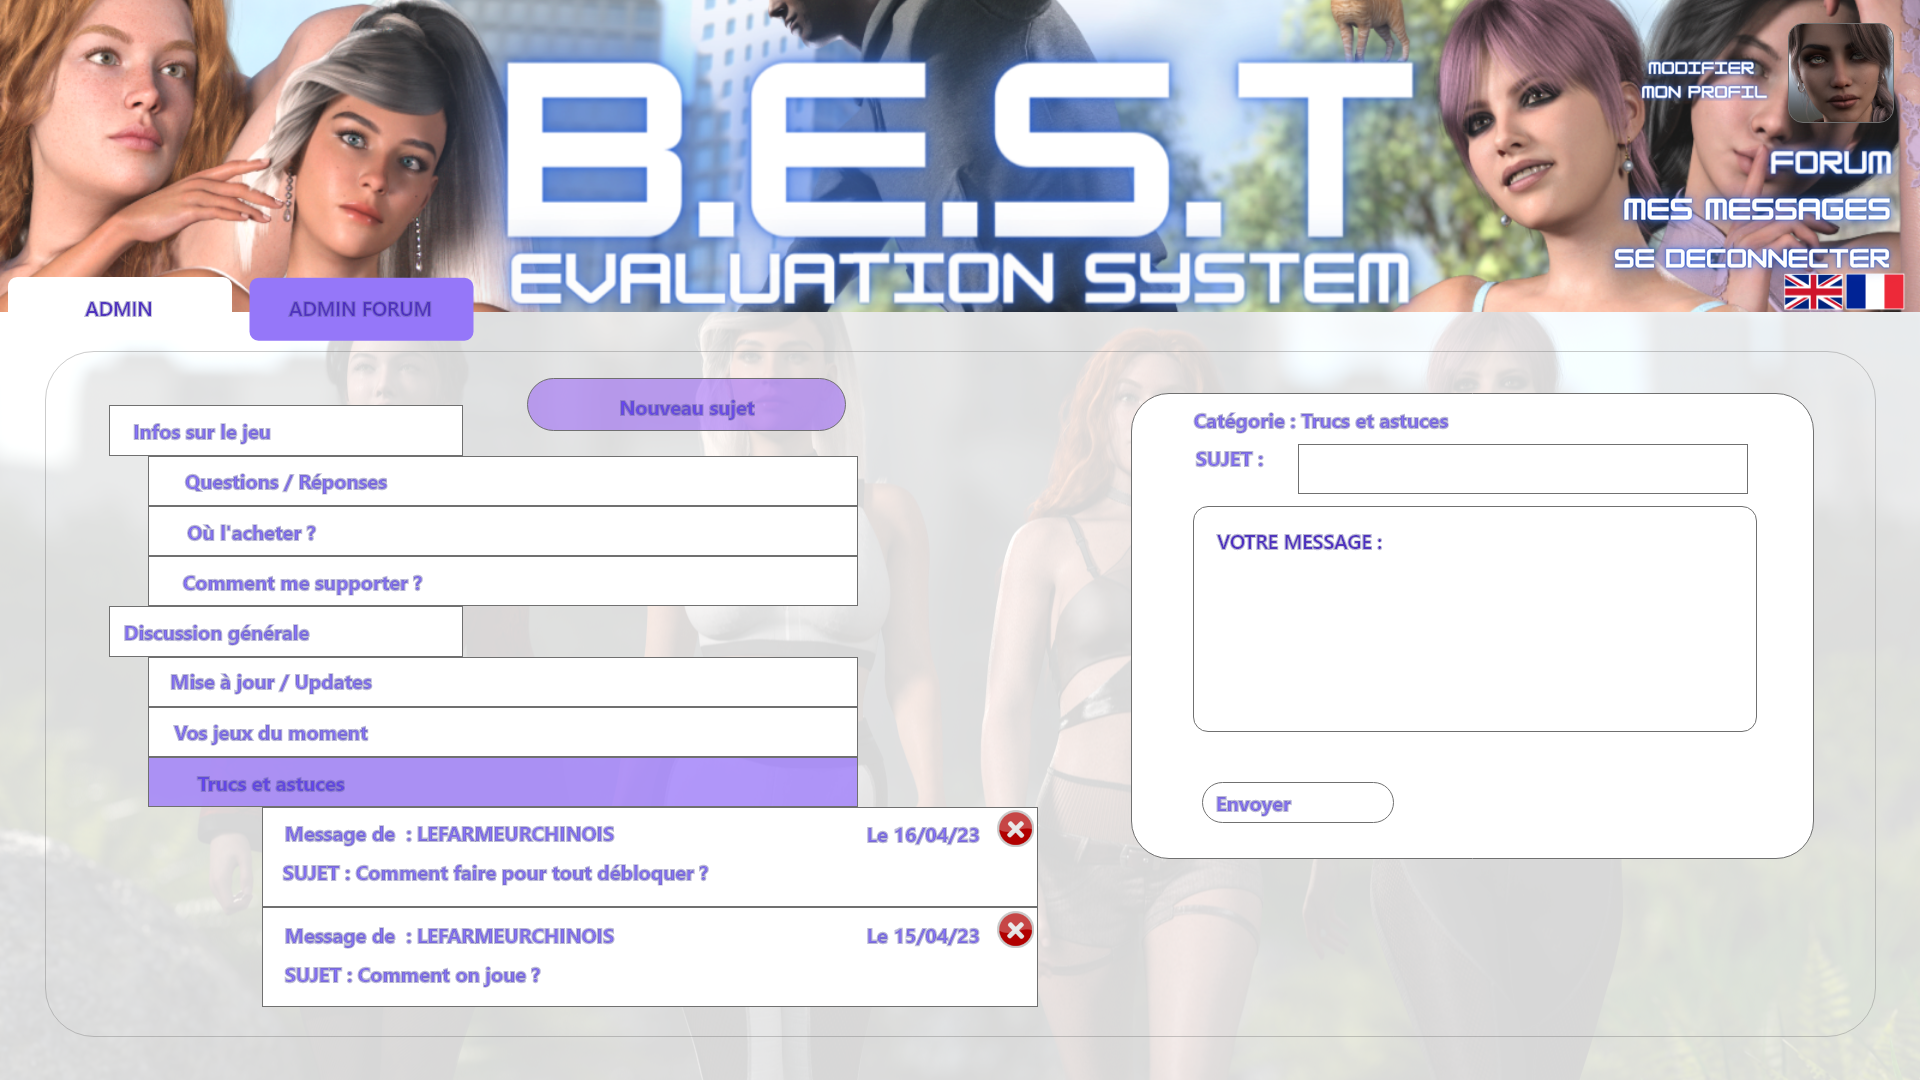 B.E.S.T
EVALUATION SYSTEM
MODIFIER
MON PROFIL
FORUM
MES MESSAGES
SE DECONNECTER
ADMIN
ADMIN FORUM
Nouveau sujet
Infos sur le jeu
Questions / Réponses
Où l'acheter ?
Comment me supporter ?
Discussion générale
Mise à jour / Updates
Vos jeux du moment
Trucs et astuces
Message de  : LEFARMEURCHINOIS
Le 16/04/23
SUJET : Comment faire pour tout débloquer ?
Message de  : LEFARMEURCHINOIS
Le 15/04/23
SUJET : Comment on joue ?
Catégorie : Trucs et astuces
SUJET :
VOTRE MESSAGE :
Envoyer